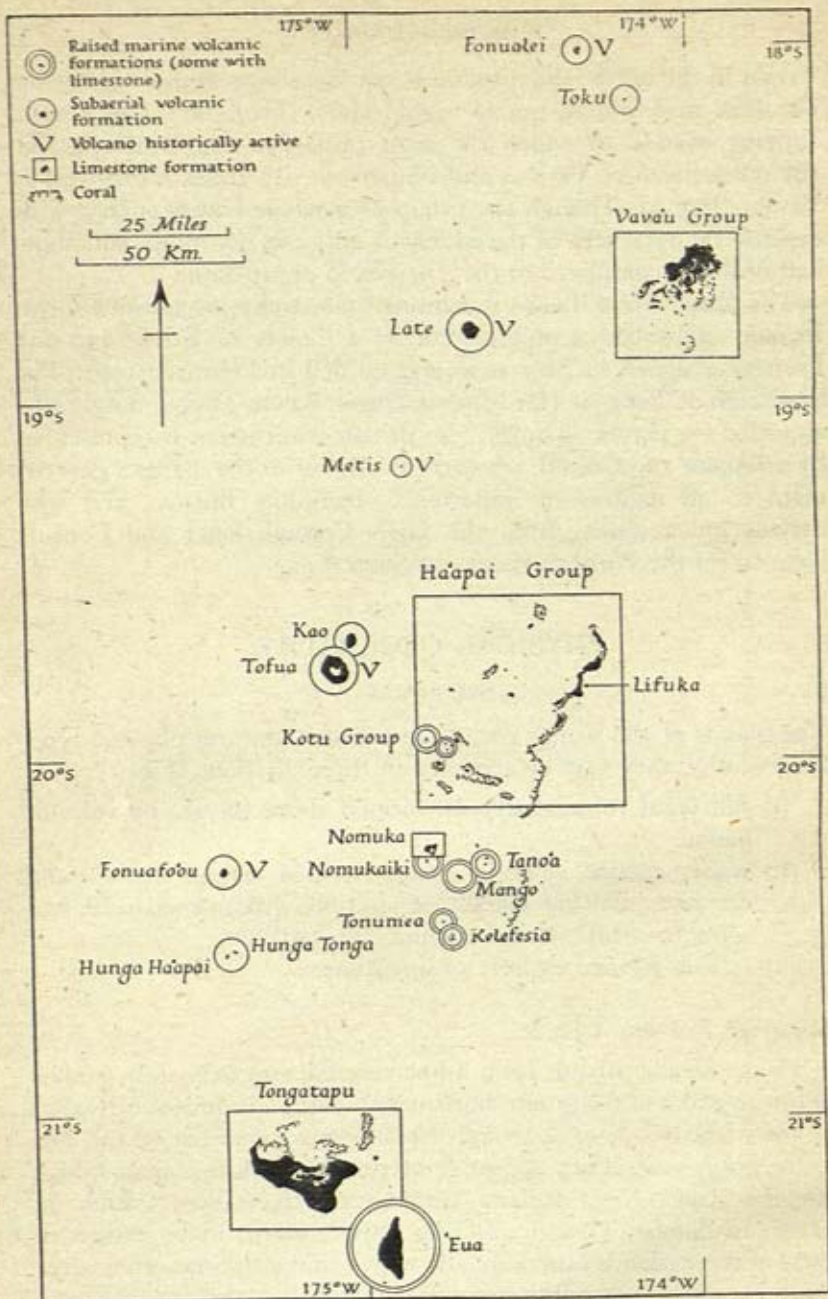 175°W
174°W
Raised marine volcanic
formations (some with
limestone)
Subaerial volcanic
formation
V Volcano historically active
Limestone formation
Coral
25 Miles
50 Km.
Fonualei V
18°S
Toku
Vava'u Group
Late V
19°S
19°S
Metis V
Ha'apai Group
Kao
Tofua V
Lifuka
Kotu Group
20°S
20°S
Nomuka
Fonuafo'ou V
Nomukaiki
Tano'a
Mango
Tonumea
Kelefesia
Hunga Tonga
Hunga Ha'apai
Tongatapu
21°S
21°S
'Eua
175°W
174°W